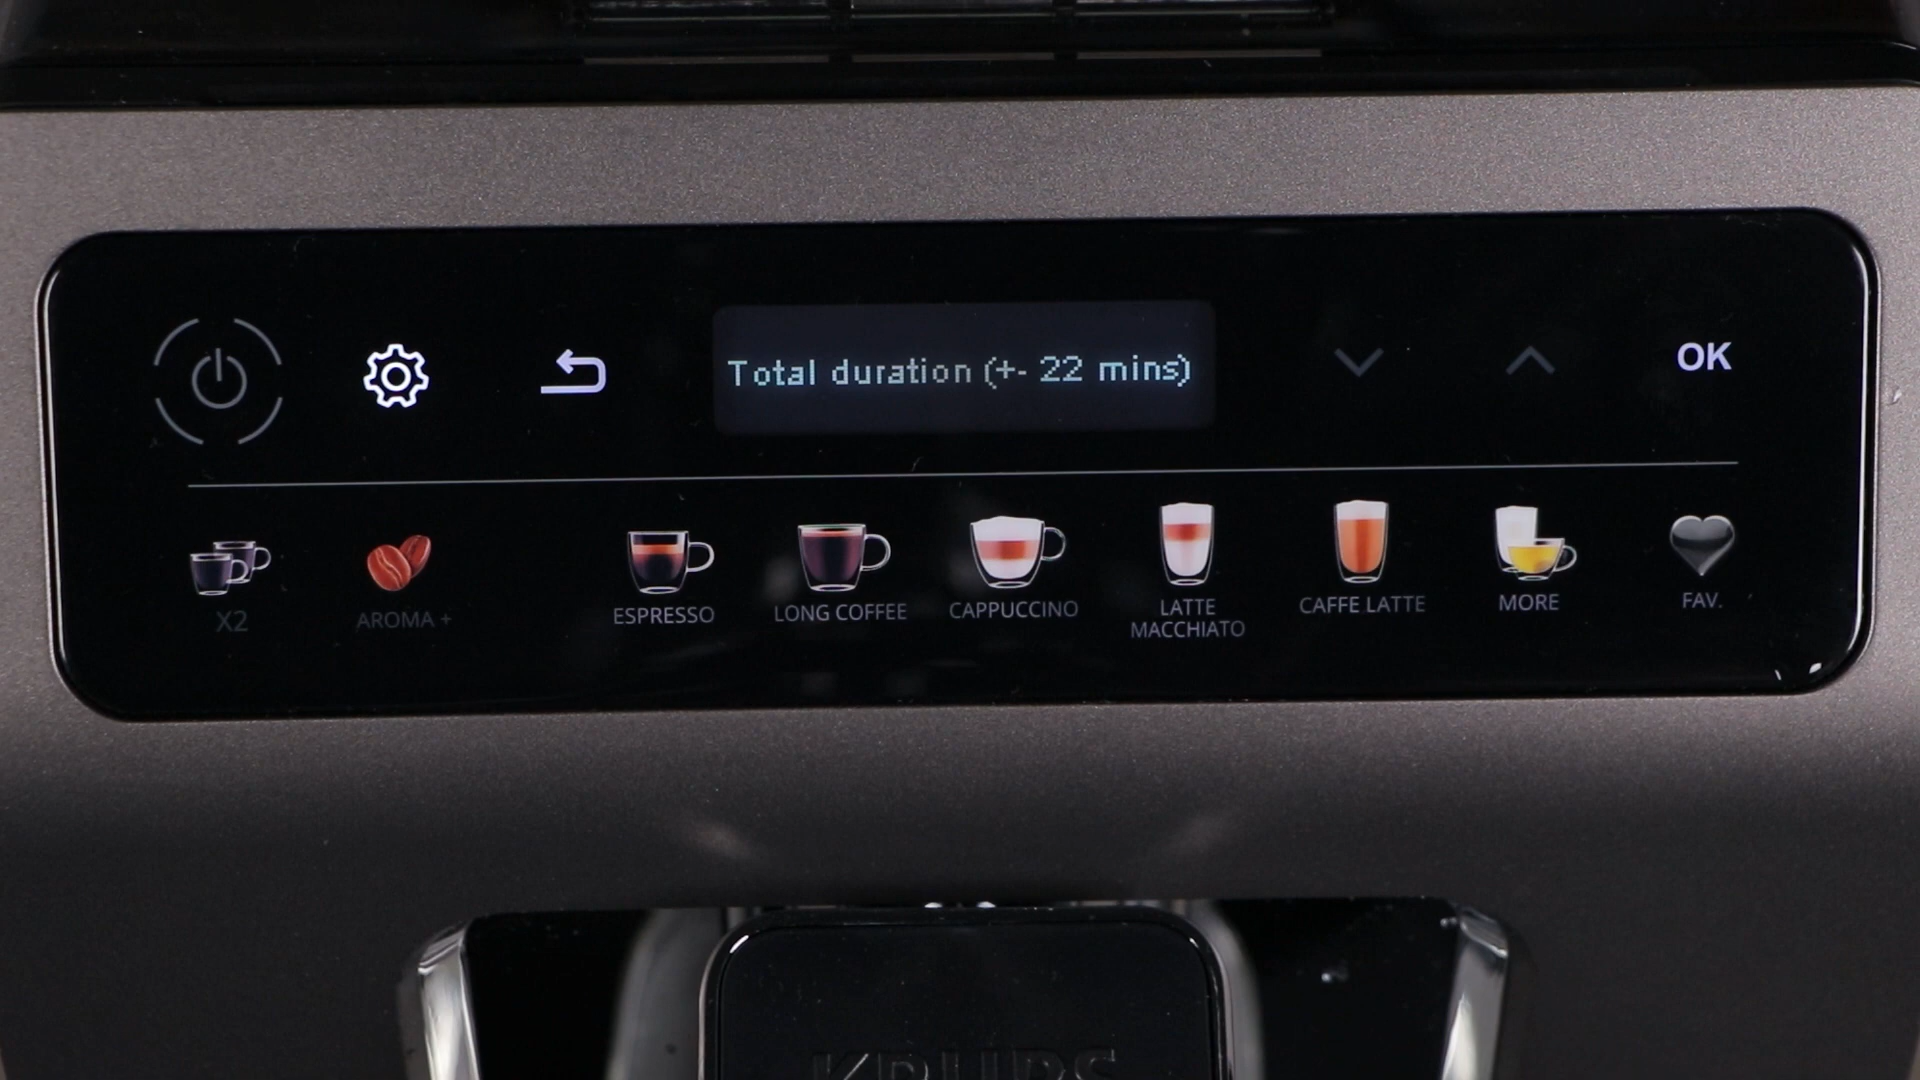 Total duration (+- 22 mins)
OK
X2
AROMA +
ESPRESSO
LONG COFFEE
CAPPUCCINO
LATTE
MACCHIATO
CAFFE LATTE
MORE
FAV.
KRUPS